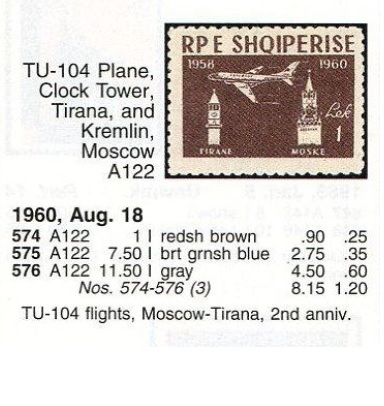 TU-104 Plane,
Clock Tower,
Tirana, and
Kremlin,
Moscow
A122
RP E SHQIPERISE
1958 1960
Lek
1
TIRANE MOSKE
1960, Aug. 18
574 A122 1 l redsh brown .90 .25
575 A122 7.50 l brt grnsh blue 2.75 .35
576 A122 11.50 l gray 4.50 .60
Nos. 574-576 (3) 8.15 1.20
TU-104 flights, Moscow-Tirana, 2nd anniv.